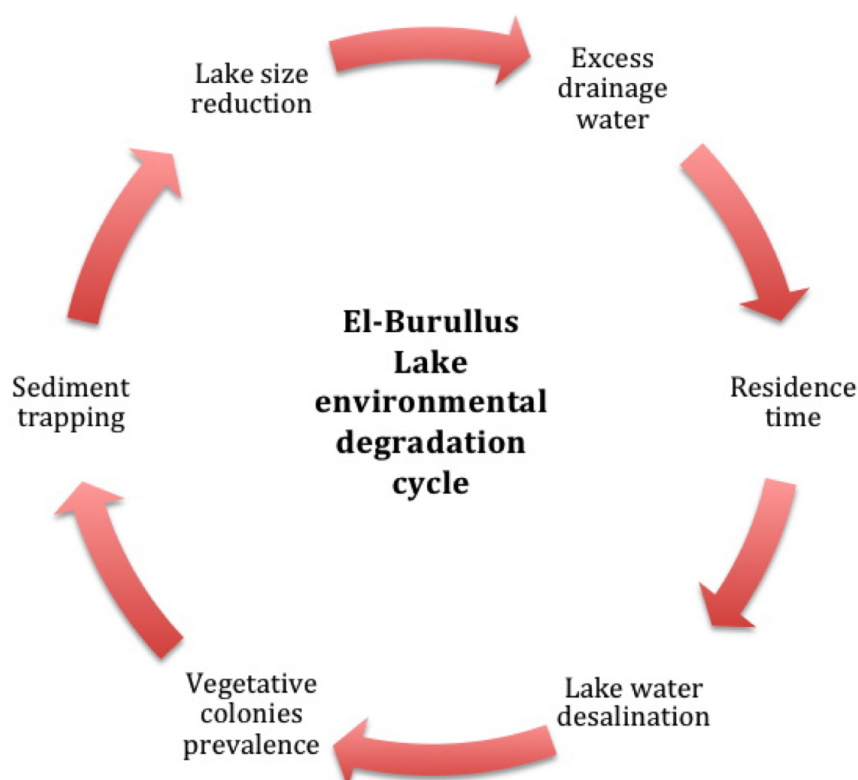 Lake size
reduction
Excess
drainage
water
Residence
time
Lake water
desalination
Vegetative
colonies
prevalence
Sediment
trapping
El-Burullus
Lake
environmental
degradation
cycle